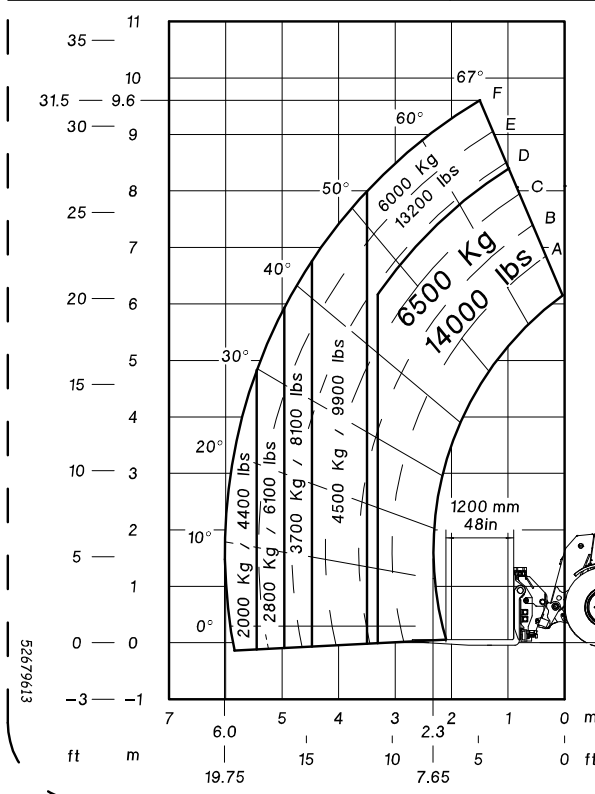 35 11
10
31.5 9.6
67° F
30 9
60° E
D
8
50° C
25
B
7
A
40°
20 6
5
15 30°
4
20°
10 3
2
10°
5
1
0 0
0°
-3 -1
6000 Kg
13200 lbs
6500 Kg
14000 lbs
4500 Kg / 9900 lbs
3700 Kg / 8100 lbs
2800 Kg / 6100 lbs
2000 Kg / 4400 lbs
1200 mm
48in
52679613
7 5 4 3 2 1 0 m
6.0 2.3
ft m 15 10 5 0 ft
19.75 7.65